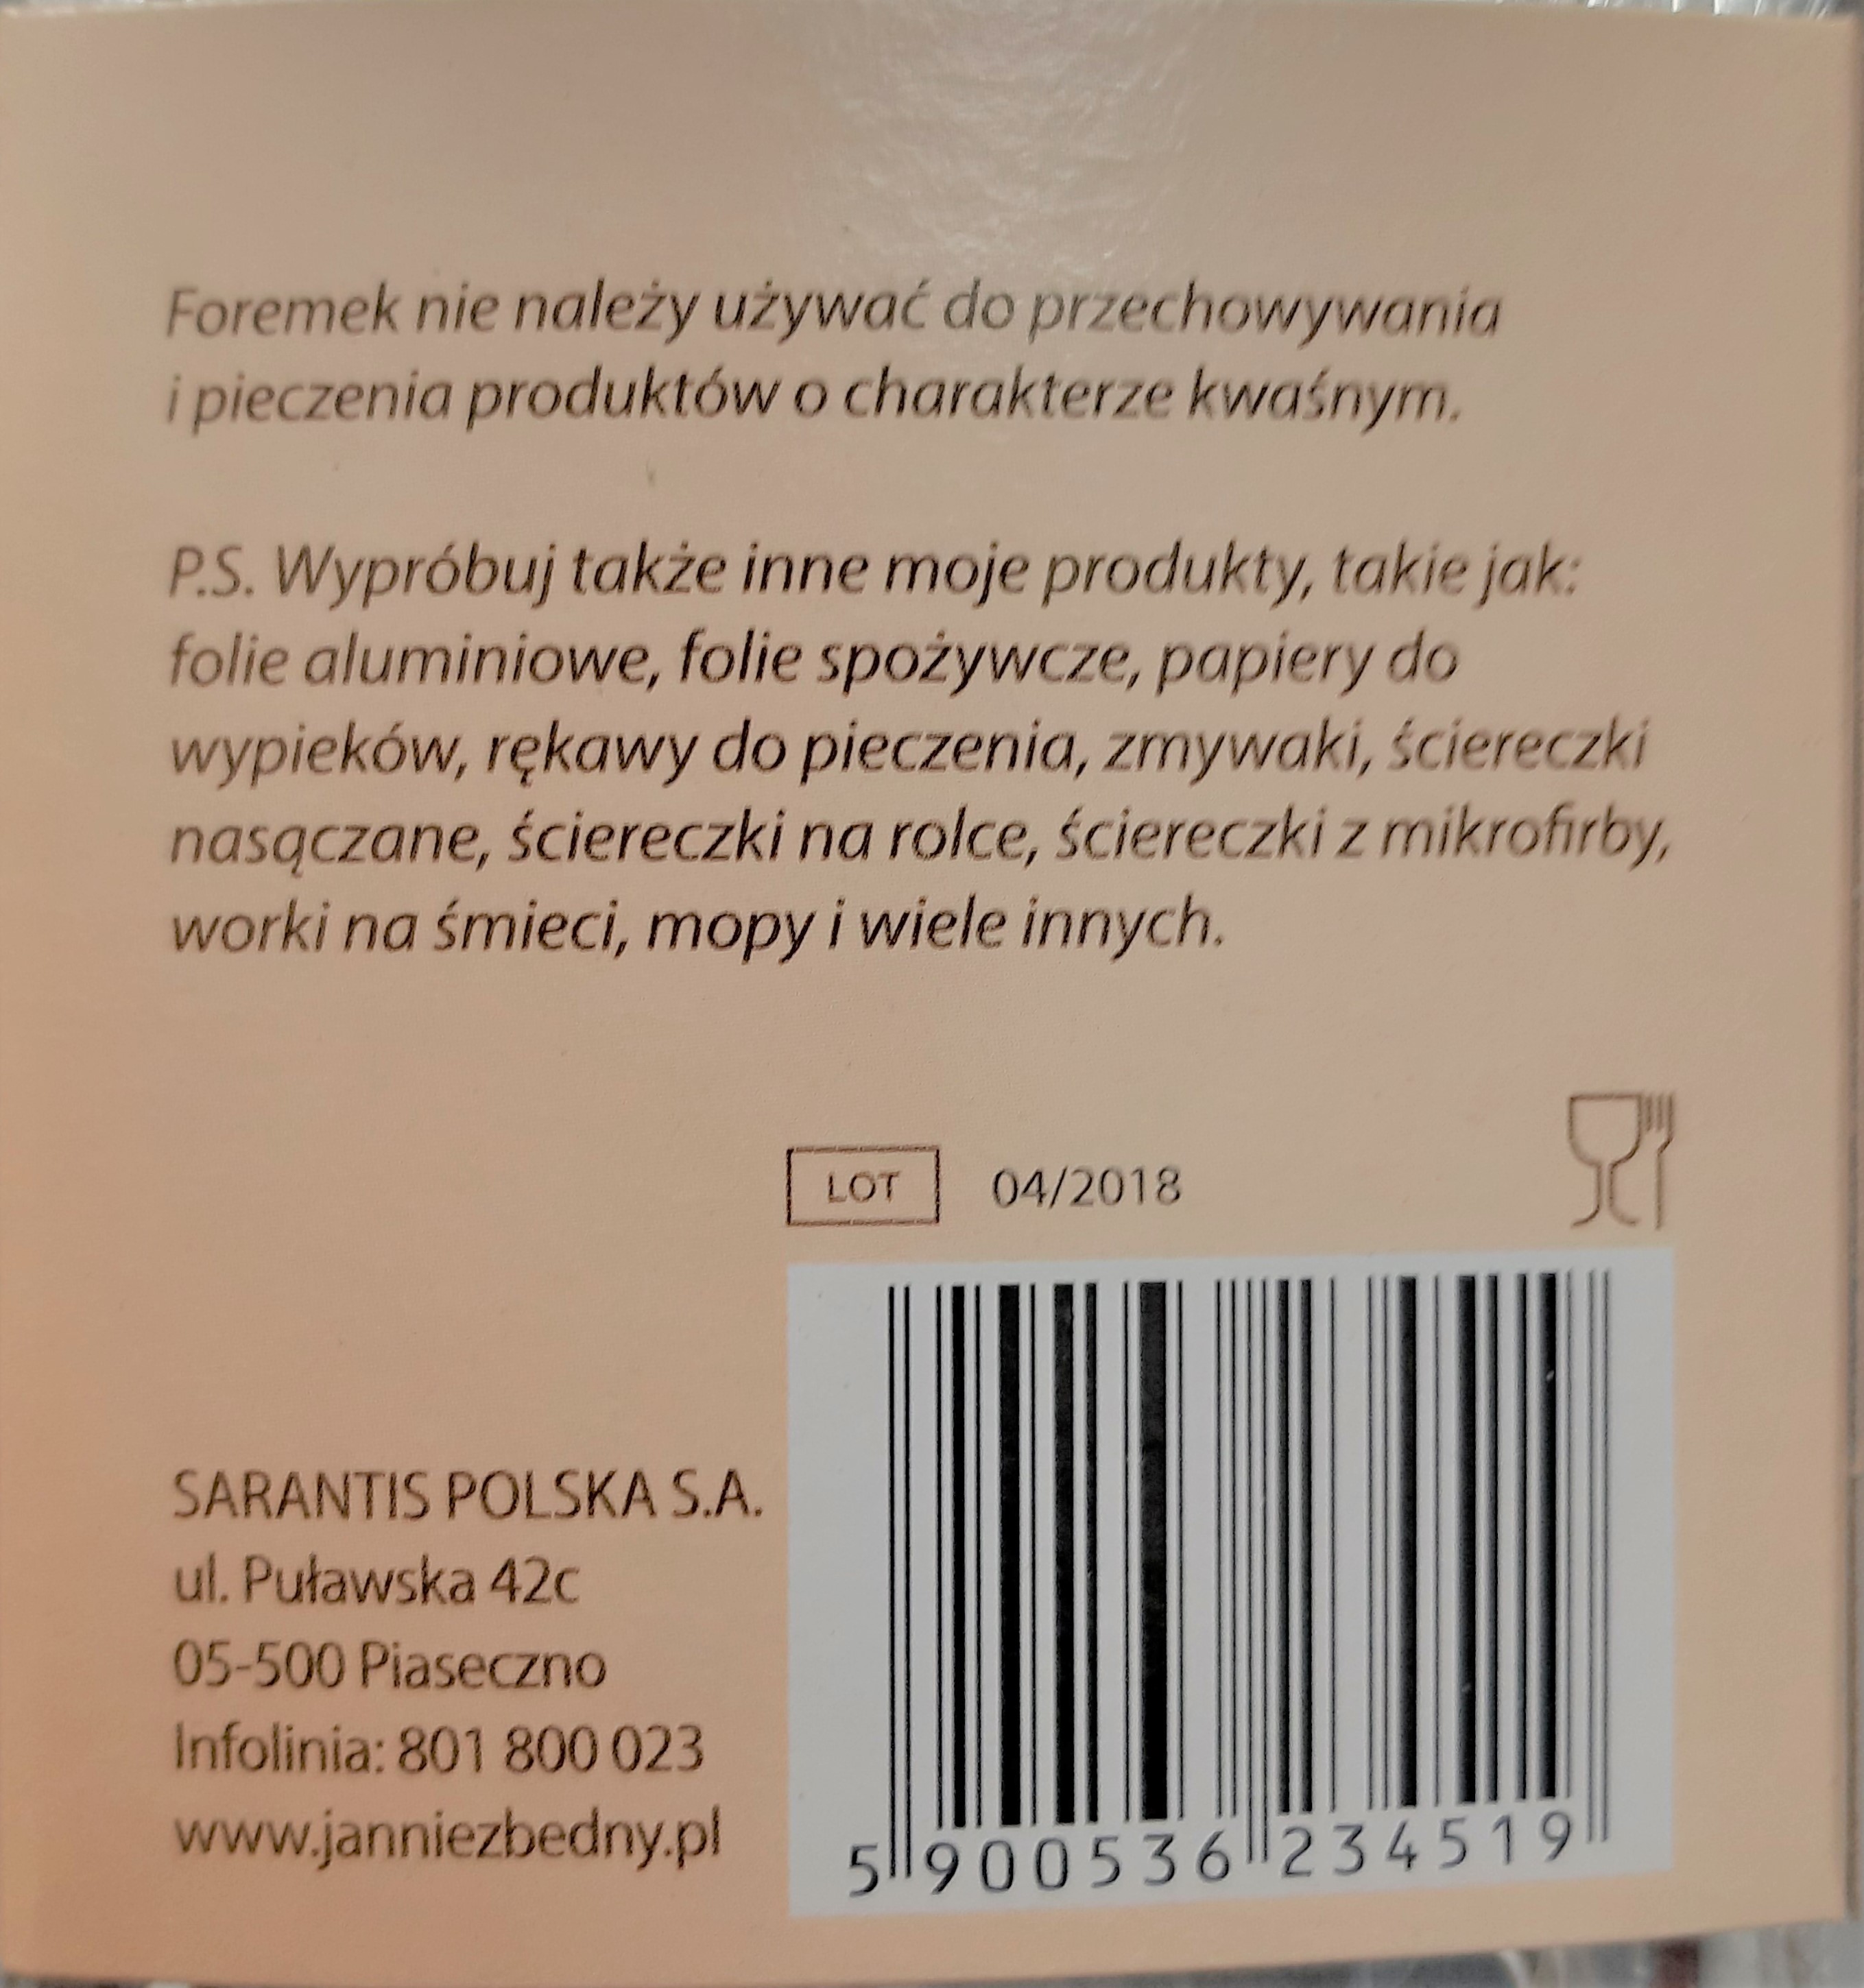 Foremek nie należy używać do przechowywania
i pieczenia produktów o charakterze kwaśnym.
P.S. Wypróbuj także inne moje produkty, takie jak:
folie aluminiowe, folie spożywcze, papiery do
wypieków, rękawy do pieczenia, zmywaki, ściereczki
nasączane, ściereczki na rolce, ściereczki z mikrofirby,
worki na śmieci, mopy i wiele innych.
LOT 04/2018
SARANTIS POLSKA S.A.
ul. Puławska 42c
05-500 Piaseczno
Infolinia: 801 800 023
www.janniezbedny.pl
5 900536 234519